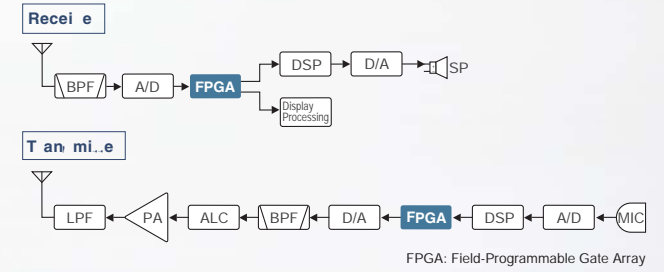 BPF A/D FPGA DSP D/A SP
Display
Processing
LPF PA ALC BPF D/A FPGA DSP A/D MIC
FPGA: Field-Programmable Gate Array